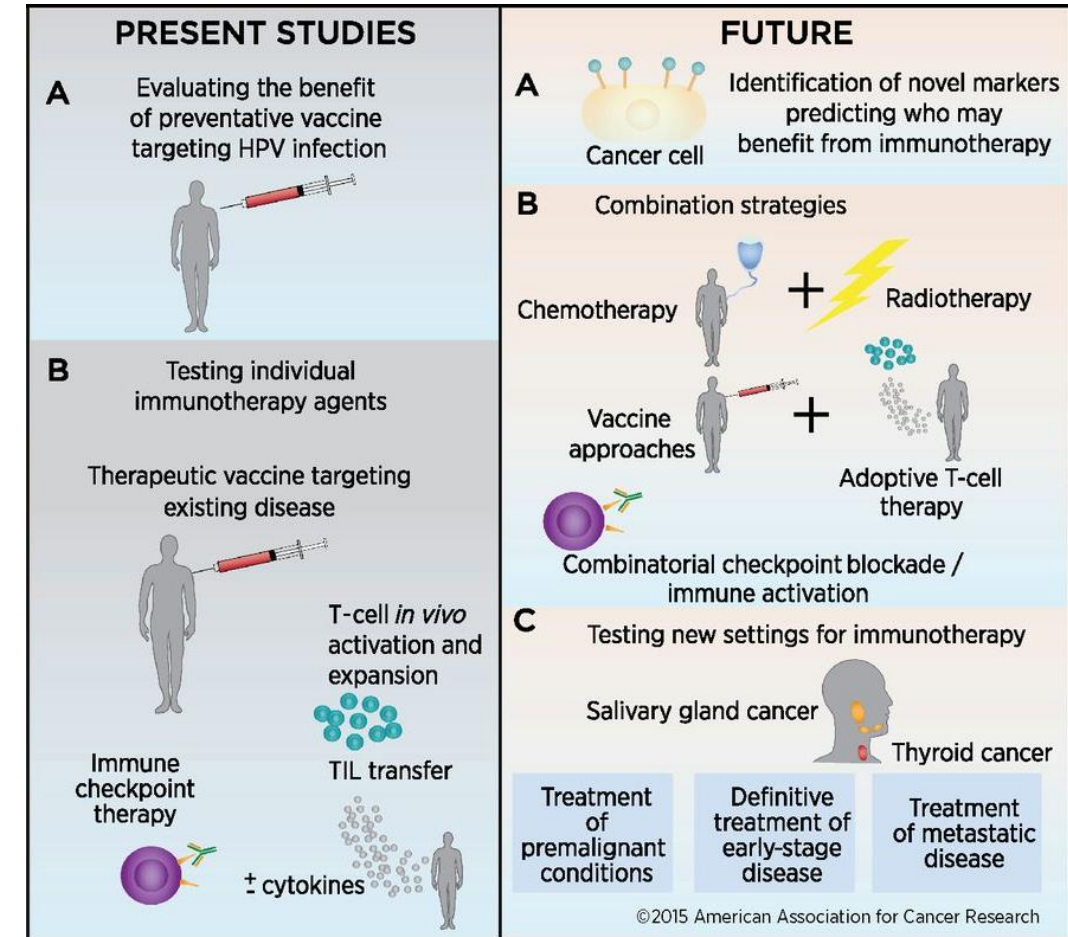 PRESENT STUDIES
A
Evaluating the benefit
of preventative vaccine
targeting HPV infection
B
Testing individual
immunotherapy agents
Therapeutic vaccine targeting
existing disease
T-cell in vivo
activation and
expansion
TIL transfer
Immune
checkpoint
therapy
± cytokines
FUTURE
A
Cancer cell
Identification of novel markers
predicting who may
benefit from immunotherapy
B
Combination strategies
Chemotherapy
+
Radiotherapy
Vaccine
approaches
+
Adoptive T-cell
therapy
Combinatorial checkpoint blockade /
immune activation
C
Testing new settings for immunotherapy
Salivary gland cancer
Thyroid cancer
Treatment
of
premalignant
conditions
Definitive
treatment of
early-stage
disease
Treatment
of metastatic
disease
©2015 American Association for Cancer Research